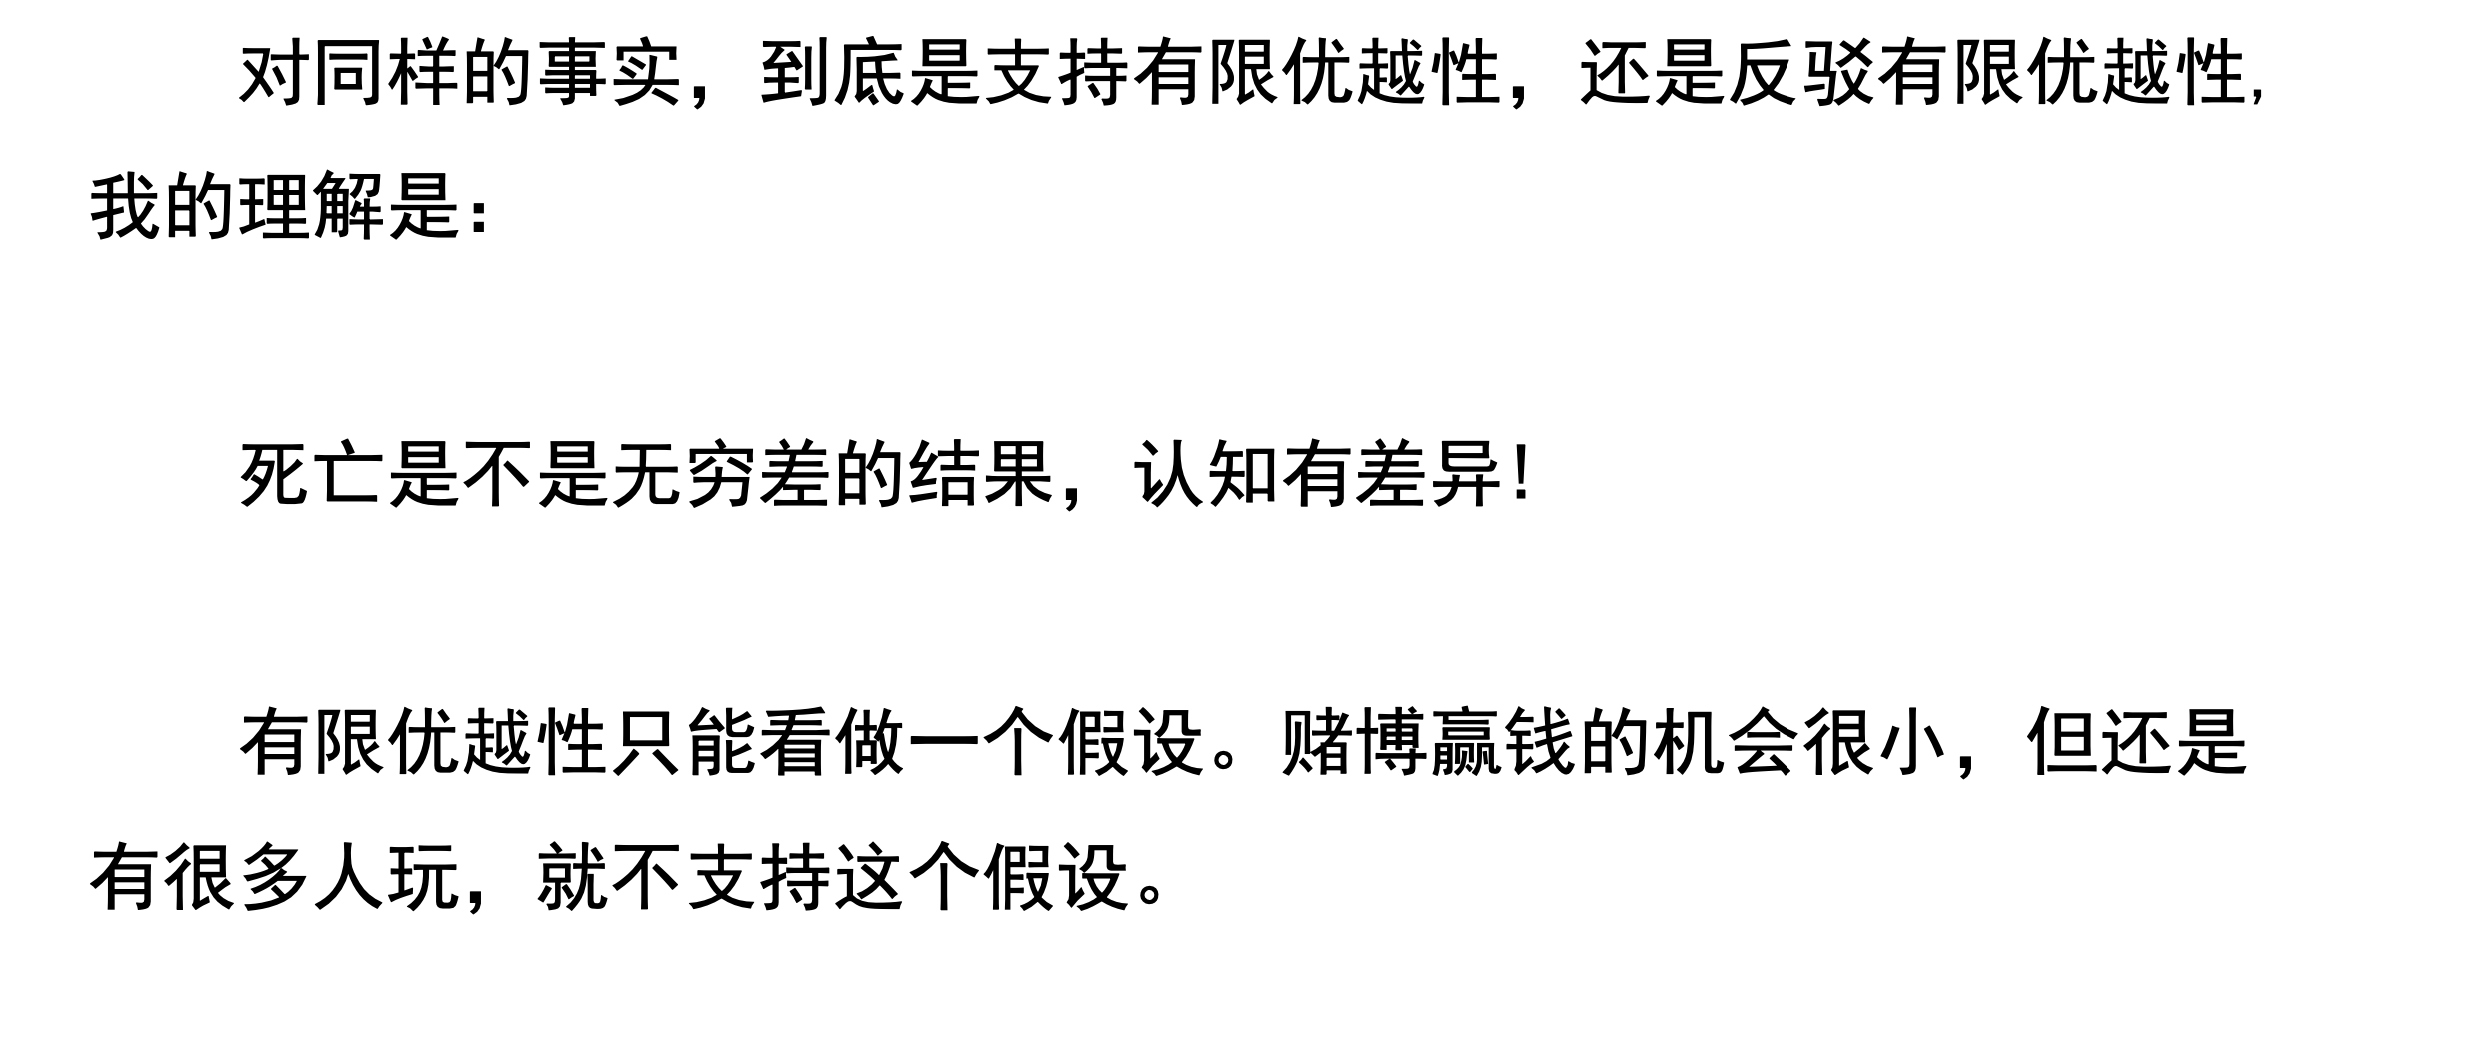 对同样的事实，到底是支持有限优越性，还是反驳有限优越性,
我的理解是：
死亡是不是无穷差的结果，认知有差异！
有限优越性只能看做一个假设。赌博赢钱的机会很小，但还是
有很多人玩，就不支持这个假设。